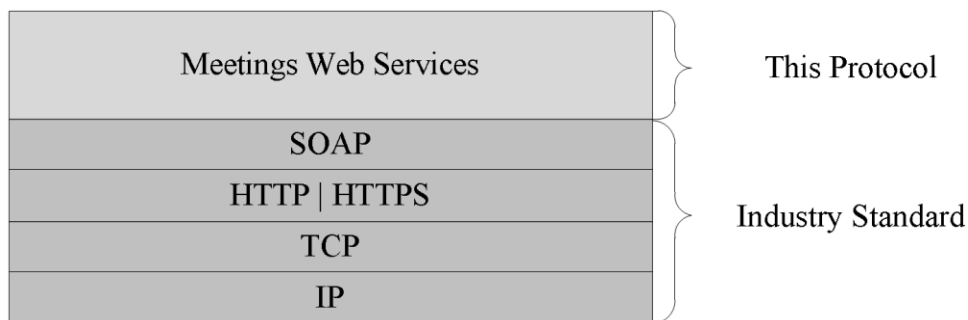 Meetings Web Services
This Protocol
SOAP
HTTP | HTTPS
TCP
IP
Industry Standard